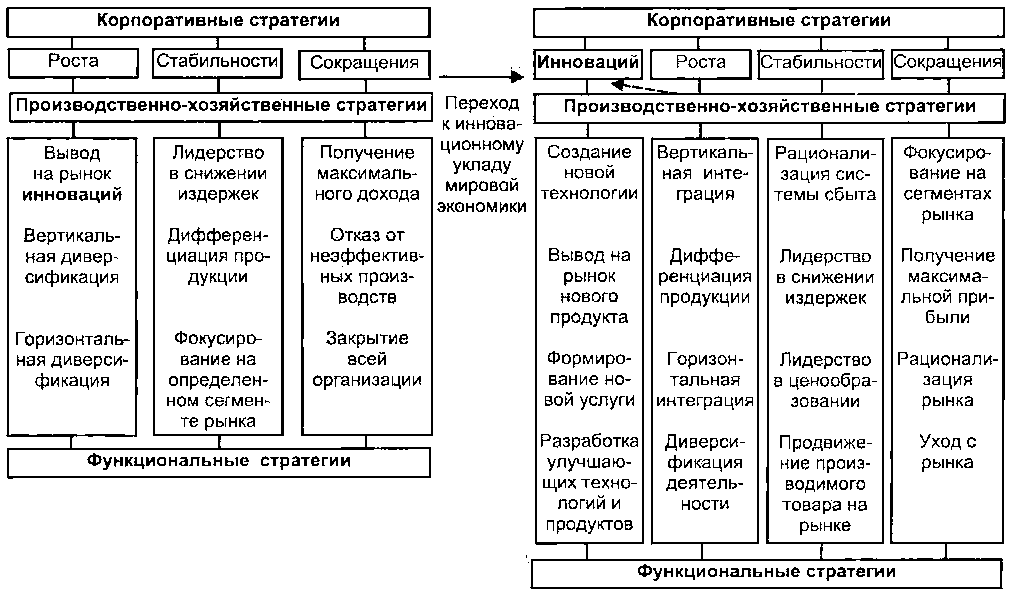 Корпоративные стратегии
Роста
Стабильности
Сокращения
Производственно-хозяйственные стратегии
Вывод
на рынок
инноваций
Вертикаль-
ная дивер-
сификация
Горизонталь-
ная диверси-
фикация
Лидерство
в снижении
издержек
Дифферен-
циация про-
дукции
Фокусиро-
вание на
определен-
ном сегмен-
те рынка
Получение
максималь-
ного дохода
Отказ от
неэффектив-
ных произ-
водств
Закрытие
всей
организации
Функциональные стратегии
Переход
к иннова-
ционному
укладу
мировой
экономики
Корпоративные стратегии
Инноваций
Роста
Стабильности
Сокращения
Производственно-хозяйственные стратегии
Создание
новой
технологии
Вывод на
рынок
нового
продукта
Формиро-
вание но-
вой услуги
Разработка
улучшаю-
щих техно-
логий и
продуктов
Вертикаль-
ная инте-
грация
Диффе-
ренциация
продукции
Горизон-
тальная
интеграция
Диверси-
фикация
деятель-
ности
Рационали-
зация сис-
темы сбыта
Лидерство
в снижении
издержек
Лидерство
в ценообра-
зовании
Продвиже-
ние произ-
водимого
товара на
рынке
Фокусиро-
вание на
сегментах
рынка
Получение
максима-
льной при-
были
Рационали-
зация
рынка
Уход с
рынка
Функциональные стратегии